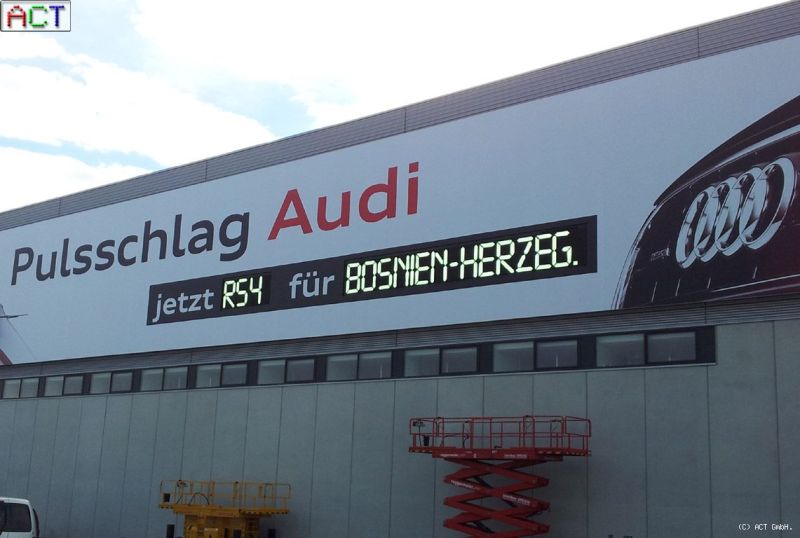 ACT
Pulsschlag Audi
jetzt RS4 für BOSNIEN-HERZEG.
(C) ACT GmbH.